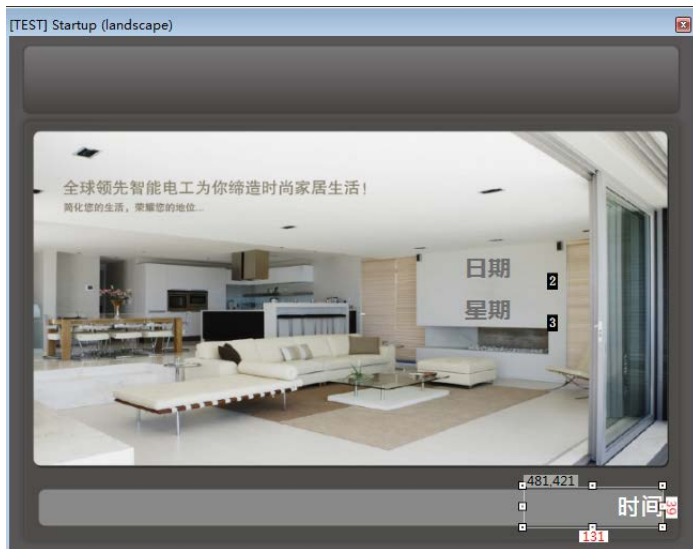 [TEST] Startup (landscape)
全球领先智能电工为你缔造时尚家居生活!
简化您的生活,荣耀您的地位...
日期
2
星期
3
481,421
时间
39
131